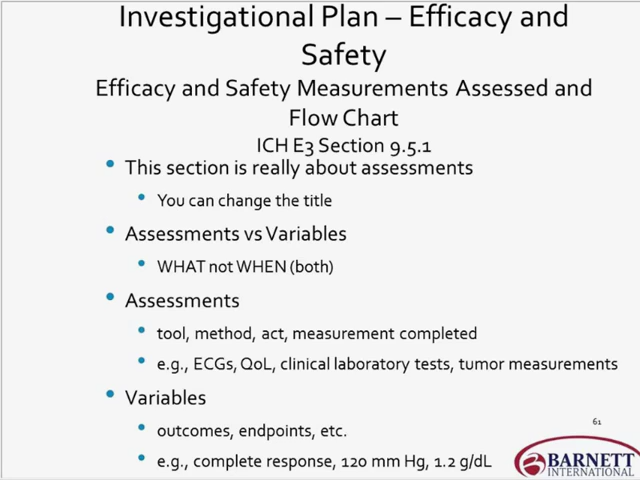 Investigational Plan – Efficacy and
Safety
Efficacy and Safety Measurements Assessed and
Flow Chart
ICH E3 Section 9.5.1
• This section is really about assessments
• You can change the title
• Assessments vs Variables
• WHAT not WHEN (both)
• Assessments
• tool, method, act, measurement completed
• e.g., ECGs, QoL, clinical laboratory tests, tumor measurements
• Variables
• outcomes, endpoints, etc.
• e.g., complete response, 120 mm Hg, 1.2 g/dL
61
BARNETT
INTERNATIONAL